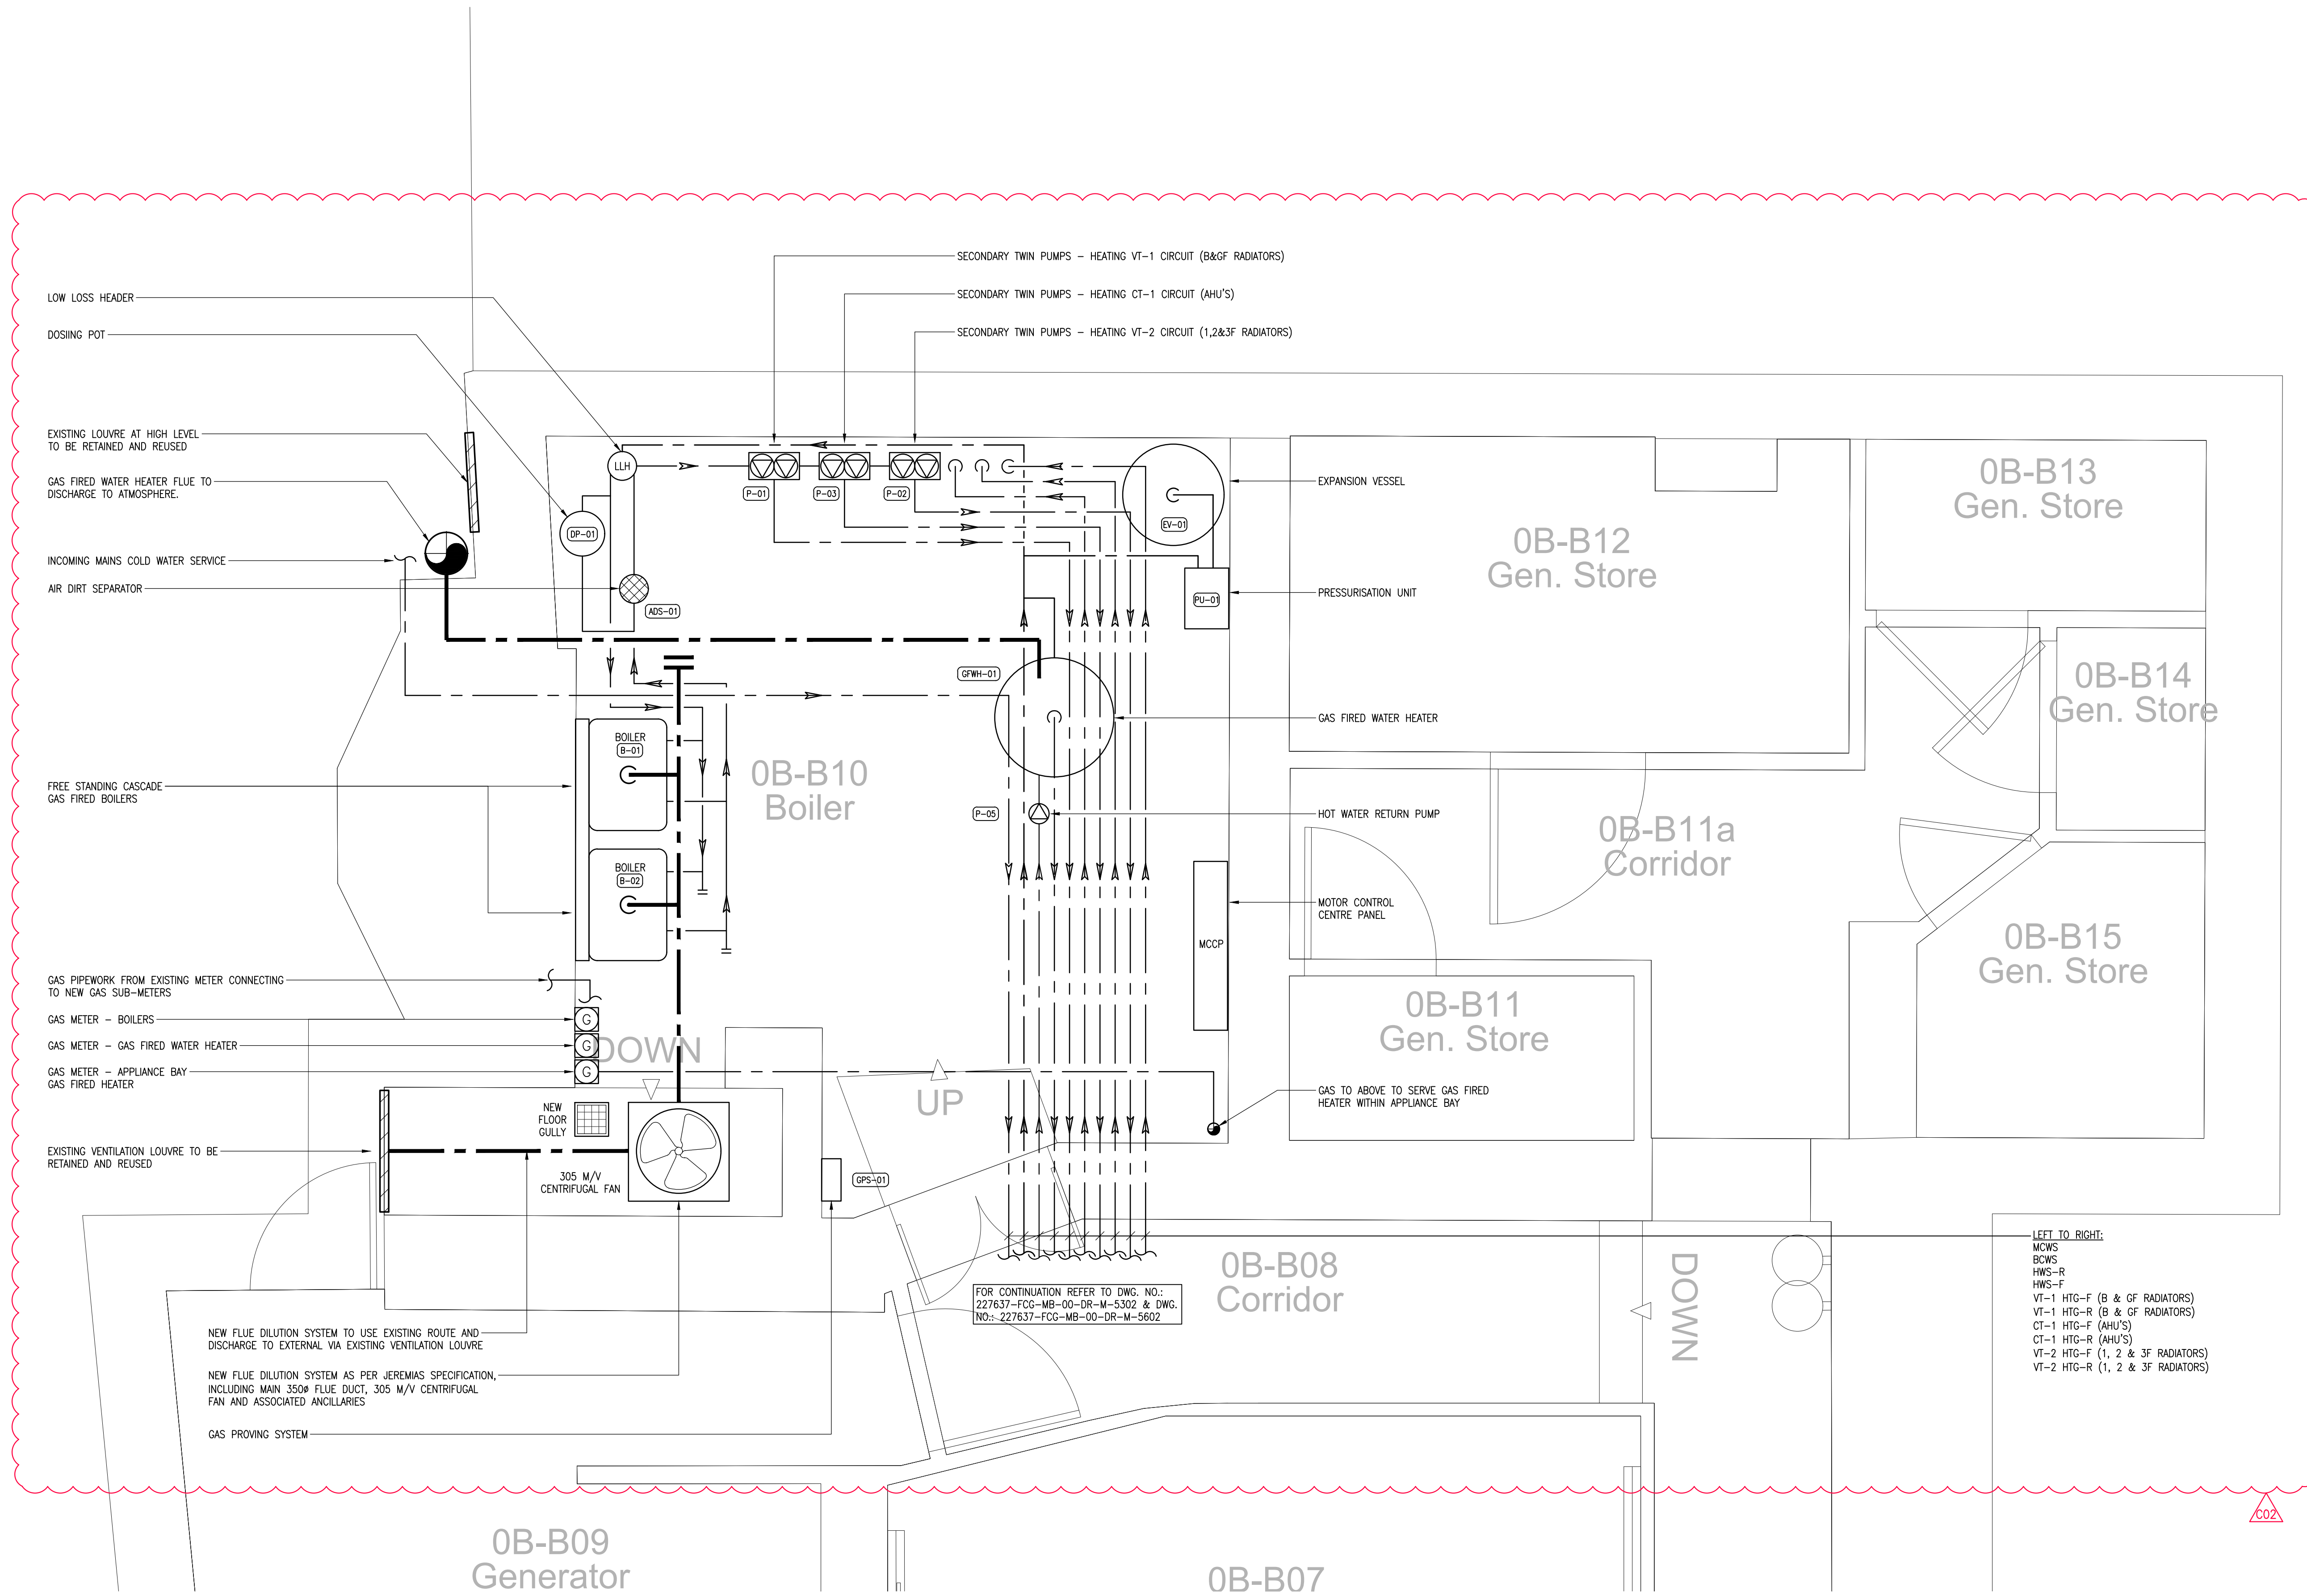 SECONDARY TWIN PUMPS – HEATING VT-1 CIRCUIT (B&GF RADIATORS)
SECONDARY TWIN PUMPS – HEATING CT-1 CIRCUIT (AHU'S)
SECONDARY TWIN PUMPS – HEATING VT-2 CIRCUIT (1,2&3F RADIATORS)
LOW LOSS HEADER
DOSIING POT
EXISTING LOUVRE AT HIGH LEVEL
TO BE RETAINED AND REUSED
GAS FIRED WATER HEATER FLUE TO
DISCHARGE TO ATMOSPHERE.
INCOMING MAINS COLD WATER SERVICE
AIR DIRT SEPARATOR
FREE STANDING CASCADE
GAS FIRED BOILERS
GAS PIPEWORK FROM EXISTING METER CONNECTING
TO NEW GAS SUB-METERS
GAS METER – BOILERS
GAS METER – GAS FIRED WATER HEATER
GAS METER – APPLIANCE BAY
GAS FIRED HEATER
EXISTING VENTILATION LOUVRE TO BE
RETAINED AND REUSED
NEW FLUE DILUTION SYSTEM TO USE EXISTING ROUTE AND
DISCHARGE TO EXTERNAL VIA EXISTING VENTILATION LOUVRE
NEW FLUE DILUTION SYSTEM AS PER JEREMIAS SPECIFICATION,
INCLUDING MAIN 350ø FLUE DUCT, 305 M/V CENTRIFUGAL
FAN AND ASSOCIATED ANCILLARIES
GAS PROVING SYSTEM
LLH
P-01
P-03
P-02
DP-01
ADS-01
EV-01
PU-01
GFWH-01
BOILER
B-01
BOILER
B-02
P-05
MCCP
G
G
G
NEW
FLOOR
GULLY
305 M/V
CENTRIFUGAL FAN
GPS-01
DOWN
UP
0B-B10
Boiler
EXPANSION VESSEL
PRESSURISATION UNIT
GAS FIRED WATER HEATER
HOT WATER RETURN PUMP
MOTOR CONTROL
CENTRE PANEL
GAS TO ABOVE TO SERVE GAS FIRED
HEATER WITHIN APPLIANCE BAY
0B-B12
Gen. Store
0B-B13
Gen. Store
0B-B14
Gen. Store
0B-B11a
Corridor
0B-B15
Gen. Store
0B-B11
Gen. Store
0B-B08
Corridor
DOWN
FOR CONTINUATION REFER TO DWG. NO.:
227637-FCG-MB-00-DR-M-5302 & DWG.
NO.: 227637-FCG-MB-00-DR-M-5602
LEFT TO RIGHT:
MCWS
BCWS
HWS-R
HWS-F
VT-1 HTG-F (B & GF RADIATORS)
VT-1 HTG-R (B & GF RADIATORS)
CT-1 HTG-F (AHU'S)
CT-1 HTG-R (AHU'S)
VT-2 HTG-F (1, 2 & 3F RADIATORS)
VT-2 HTG-R (1, 2 & 3F RADIATORS)
C02
0B-B09
Generator
0B-B07